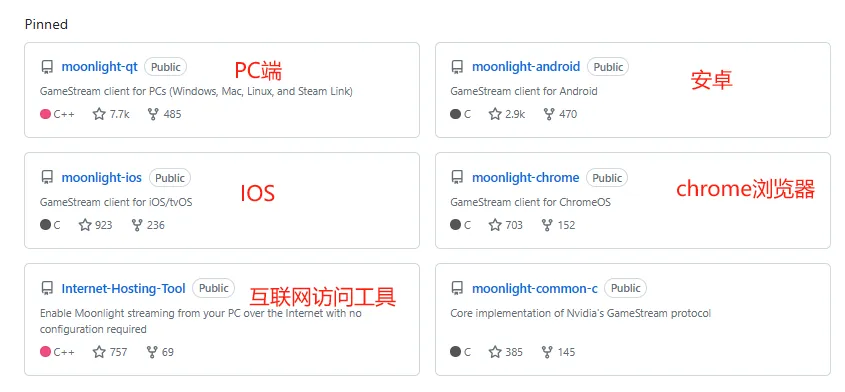 Pinned
moonlight-qt Public PC端
GameStream client for PCs (Windows, Mac, Linux, and Steam Link)
C++ 7.7k 485
moonlight-android Public 安卓
GameStream client for Android
C 2.9k 470
moonlight-ios Public IOS
GameStream client for iOS/tvOS
C 923 236
moonlight-chrome Public chrome浏览器
GameStream client for ChromeOS
C 703 152
Internet-Hosting-Tool Public 互联网访问工具
Enable Moonlight streaming from your PC over the Internet with no
configuration required
C++ 757 69
moonlight-common-c Public
Core implementation of Nvidia's GameStream protocol
C 385 145